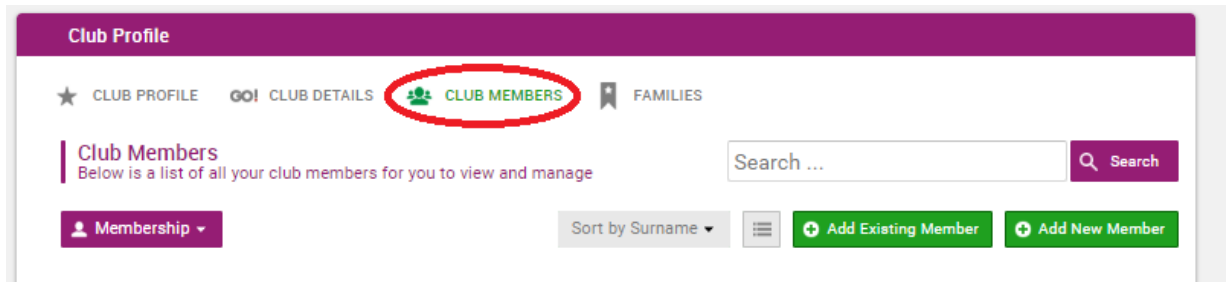 Club Profile
CLUB PROFILE GO! CLUB DETAILS CLUB MEMBERS FAMILIES
Club Members
Below is a list of all your club members for you to view and manage
Search ... Search
Membership Sort by Surname Add Existing Member Add New Member